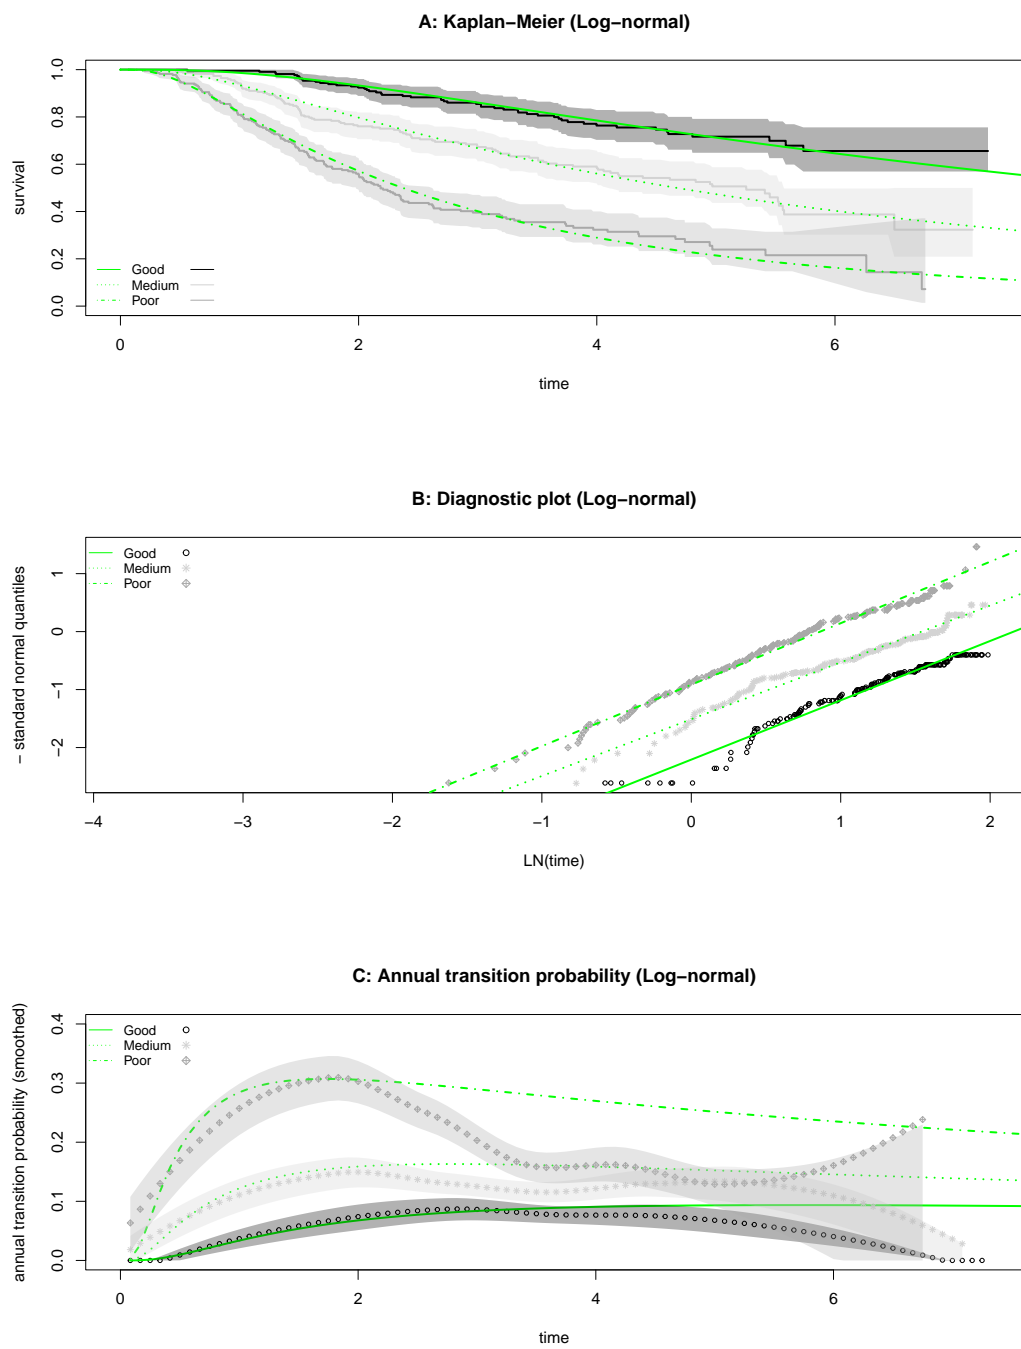 A: Kaplan−Meier (Log−normal)
survival
1.0
0.8
0.6
0.4
0.2
0.0
Good
Medium
Poor
0 2 4 6
time
B: Diagnostic plot (Log−normal)
− standard normal quantiles
1
0
−1
−2
Good
Medium
Poor
−4 −3 −2 −1 0 1 2
LN(time)
C: Annual transition probability (Log−normal)
annual transition probability (smoothed)
0.4
0.3
0.2
0.1
0.0
Good
Medium
Poor
0 2 4 6
time